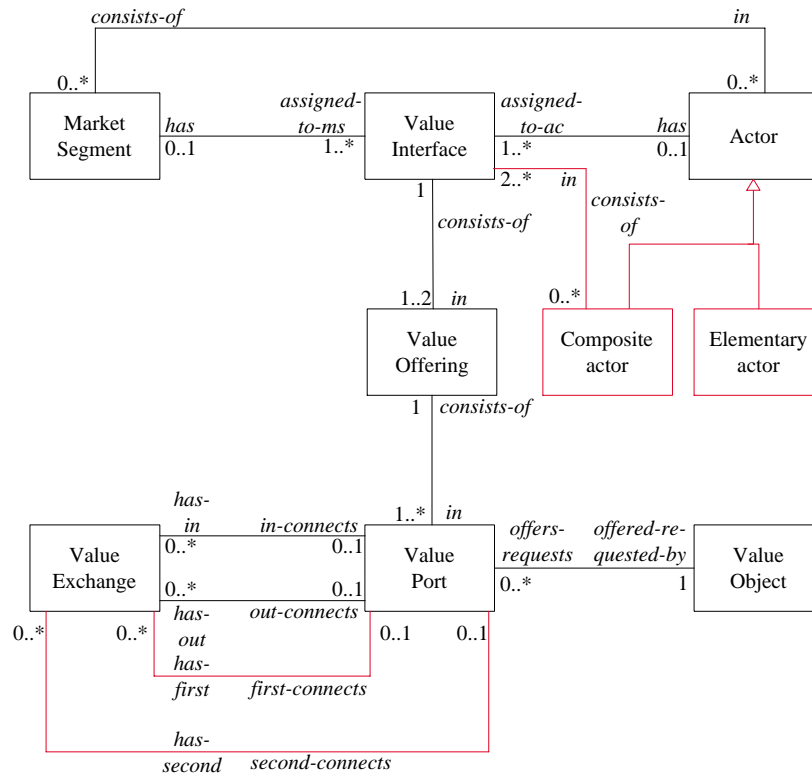 consists-of
in
0..*
0..*
Market
Segment
has
0..1
assigned-
to-ms
1..*
Value
Interface
assigned-
to-ac
1..*
has
0..1
Actor
1
2..*
in
consists-of
consists-
of
1..2
in
0..*
Value
Offering
Composite
actor
Elementary
actor
1
consists-of
1..*
in
has-
in
0..*
in-connects
0..1
Value
Exchange
Value
Port
offers-
requests
0..*
offered-re-
quested-by
1
Value
Object
0..*
0..1
has-
out
out-connects
0..*
0..*
0..1
0..1
has-
first
first-connects
has-
second
second-connects